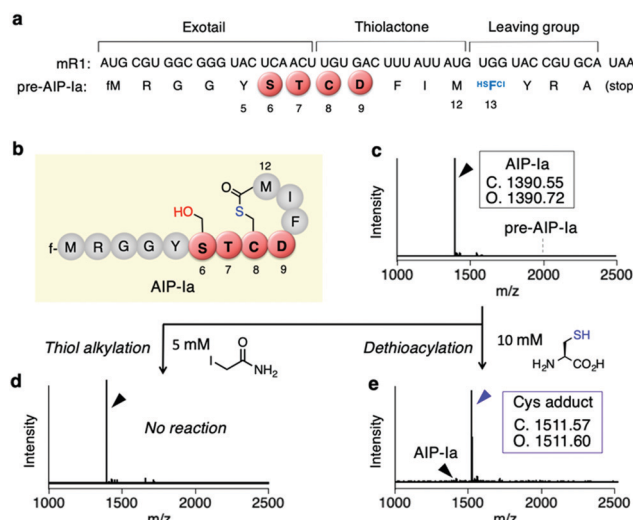 a
Exotail Thiolactone Leaving group
mR1: AUG CGU GGC GGG UAC UCAACU UGU GAC UUU AUU AUG UGG UAC CGU GCA UAA
pre-AIP-Ia: fM R G G Y S T C D F I M HSFCl Y R A (stop)
5 6 7 8 9 12 13
b
12
O M I
S F
HO
f- M R G G Y S T C D
6 7 8 9
AIP-Ia
c
Intensity
AIP-Ia
C. 1390.55
O. 1390.72
pre-AIP-Ia
1000 1500 2000 2500
m/z
Thiol alkylation 5 mM
I O NH2
Dethioacylation 10 mM
SH
H2N CO2H
d
Intensity
No reaction
1000 1500 2000 2500
m/z
e
Intensity
Cys adduct
C. 1511.57
O. 1511.60
AIP-Ia
1000 1500 2000 2500
m/z